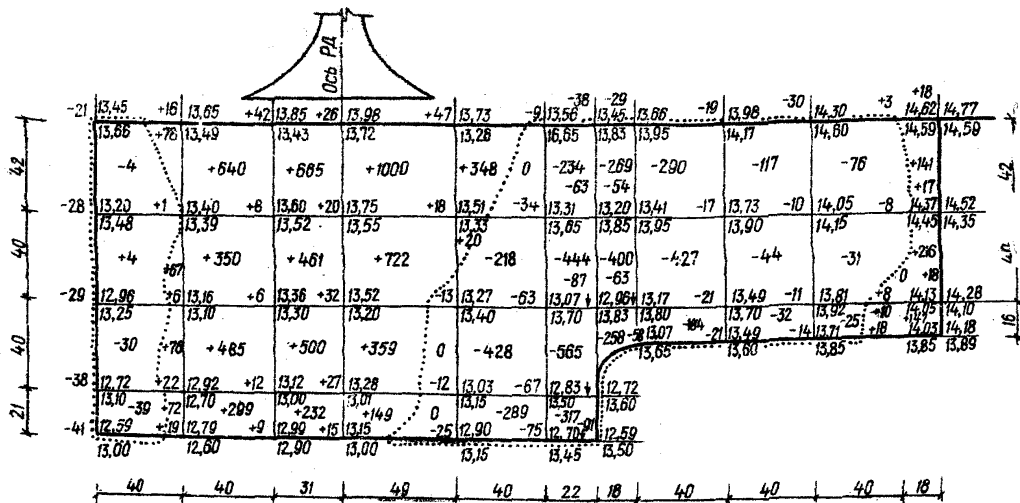 Ось РД
-38 -29 +18
-21 13,45 +16 13,65 +42 13,85 +26 13,98 +47 13,73 -9 13,56 13,45 13,66 -19 13,98 -30 14,30 +3 14,62 14,77
13,66 +76 13,49 13,43 13,72 13,26 16,65 13,83 13,95 14,17 14,60 14,59 14,59
42 -4 +640 +665 +1000 +348 0 -234 -269 -290 -117 -76 +141 42
-63 -54 +17
-28 13,20 +1 13,40 +8 13,60 +20 13,75 +18 13,51 -34 13,31 13,20 13,41 -17 13,73 -10 14,05 -8 14,37 14,52
13,48 13,39 13,52 13,55 13,33 13,65 13,85 13,95 13,90 14,15 14,45 14,35
+20
40 +4 +67 +350 +461 +722 -218 -444 -400 -427 -44 -31 +216 40
-87 -63 0 +18
-29 12,96 +6 13,16 +6 13,36 +32 13,52 -13 13,27 -63 13,07 12,96 13,17 -21 13,49 -11 13,81 +8 14,13 14,28
13,25 13,10 13,30 13,20 13,40 13,70 13,83 13,80 13,70 -32 13,92 +10 14,05 14,10
40 -30 +78 +485 +500 +359 0 -428 -565 -258 -58 13,07 -184 -21 13,49 -14 13,71 -25 +18 14,03 14,18 16
13,65 13,60 13,85 13,85 13,89
-38 12,72 +22 12,92 +12 13,12 +27 13,28 -12 13,03 -67 12,83 12,72
13,10 12,70 13,00 13,01 13,15 13,50 13,60
21 -39 +72 +299 +232 +149 0 -289 -317
-41 12,59 +19 12,79 +9 12,99 +15 13,15 -25 12,90 -75 12,70 -91 12,59
13,00 12,60 12,90 13,00 13,15 13,45 13,50
40 40 31 49 40 22 18 40 40 40 18